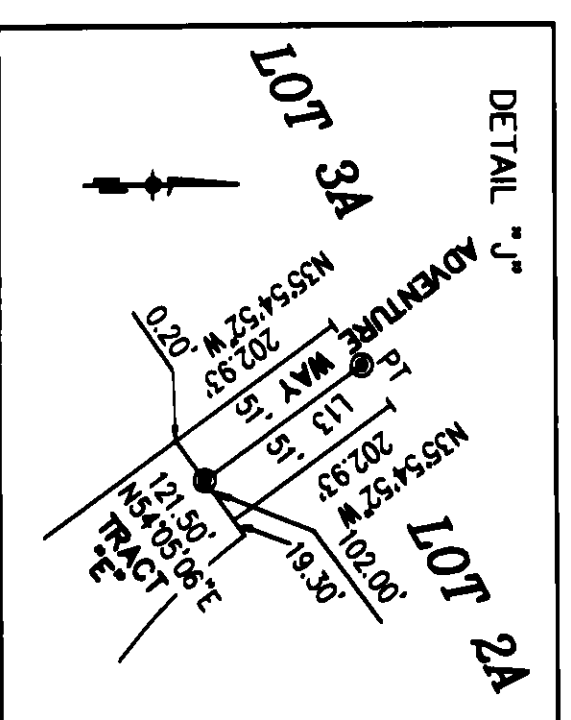 DETAIL "J"
LOT 3A
LOT 2A
ADVENTURE
WAY
PT
N35°54'52"W
202.93'
51'
L13
51'
N35°54'52"W
202.93'
0.20'
102.00'
19.30'
121.50'
N54°05'06"E
TRACT
"E"